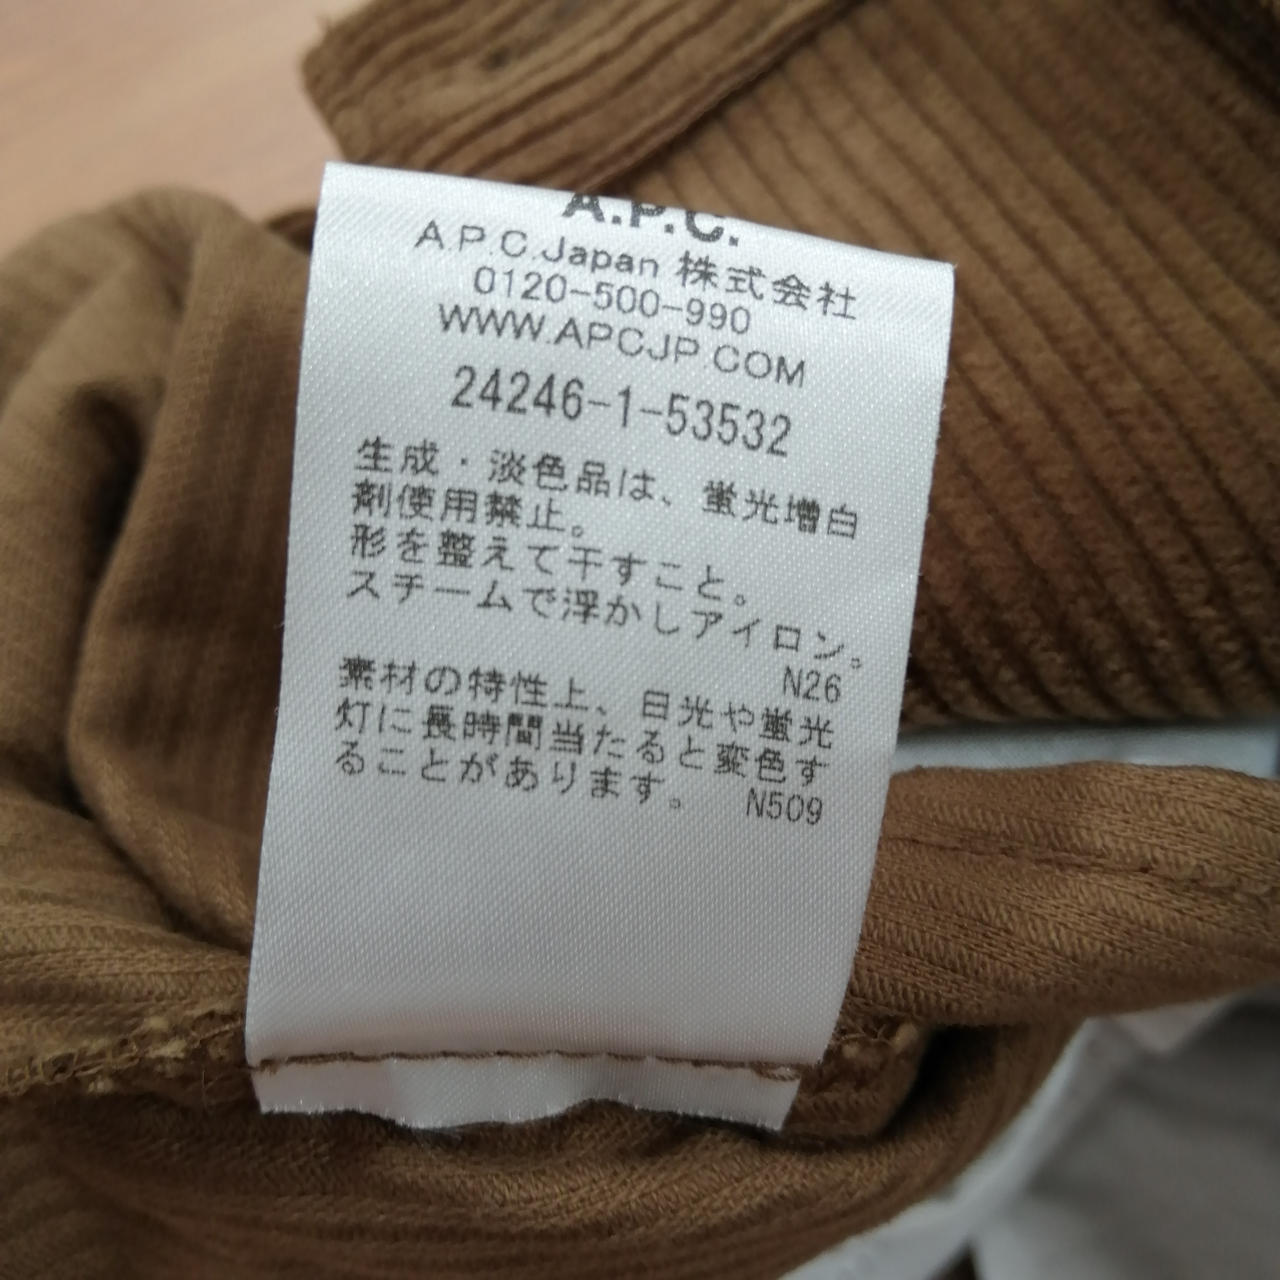 A.P.C.
A.P.C.Japan 株式会社
0120-500-990
WWW.APCJP.COM
24246-1-53532
生成・淡色品は、蛍光増白
剤使用禁止。
形を整えて干すこと。
スチームで浮かしアイロン。
N26
素材の特性上、日光や蛍光
灯に長時間当たると変色す
ることがあります。 N509